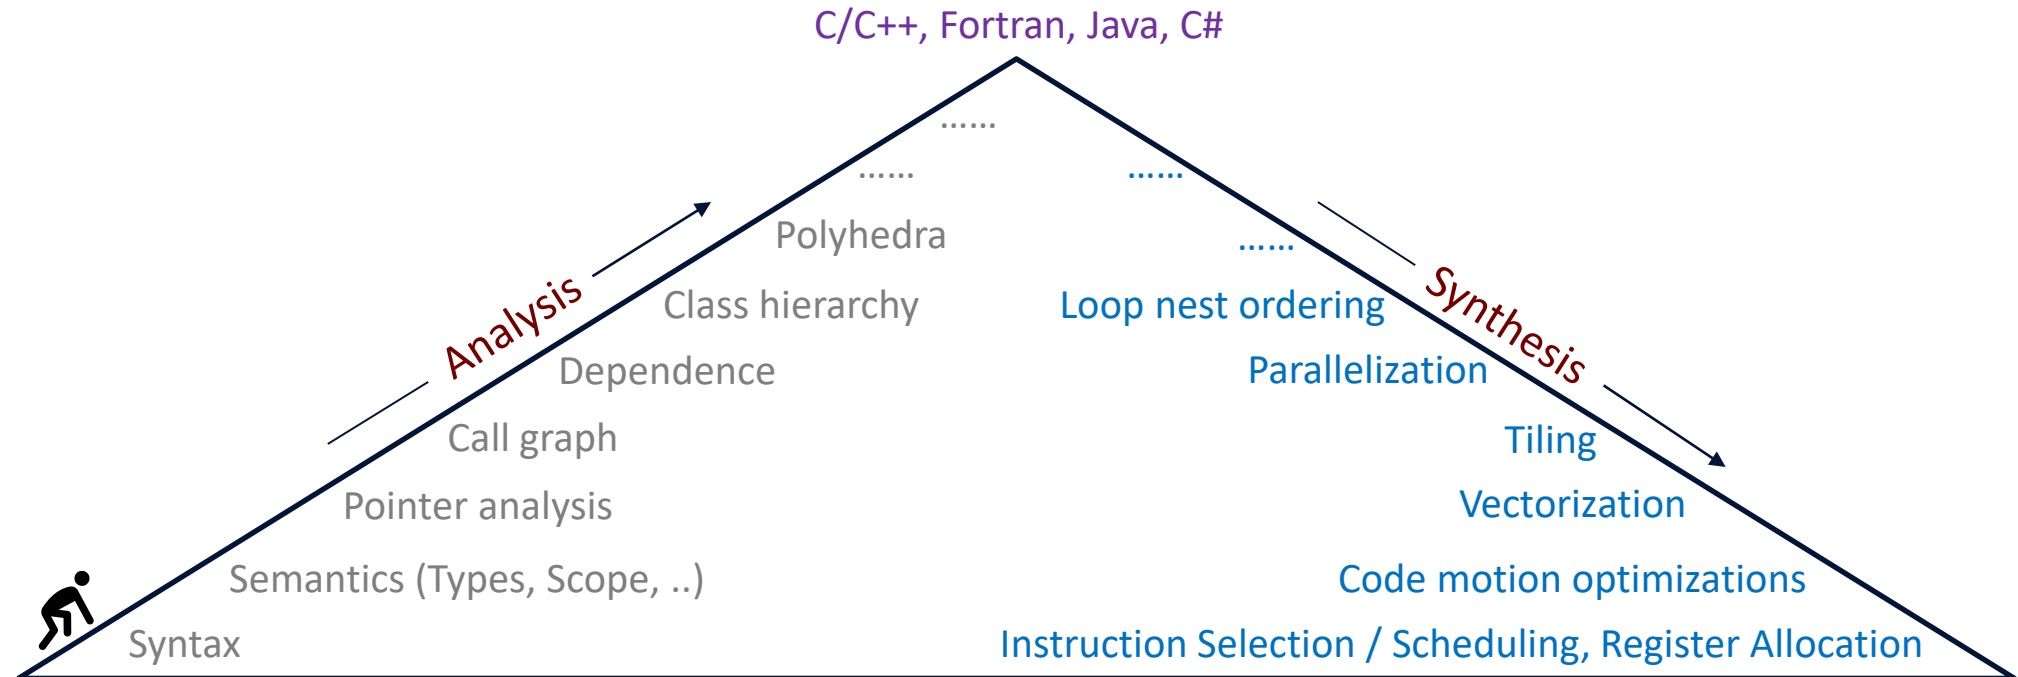 C/C++, Fortran, Java, C#
......
......
......
Polyhedra
......
Analysis
Class hierarchy
Loop nest ordering
Synthesis
Dependence
Parallelization
Call graph
Tiling
Pointer analysis
Vectorization
Semantics (Types, Scope, ..)
Code motion optimizations
Syntax
Instruction Selection / Scheduling, Register Allocation